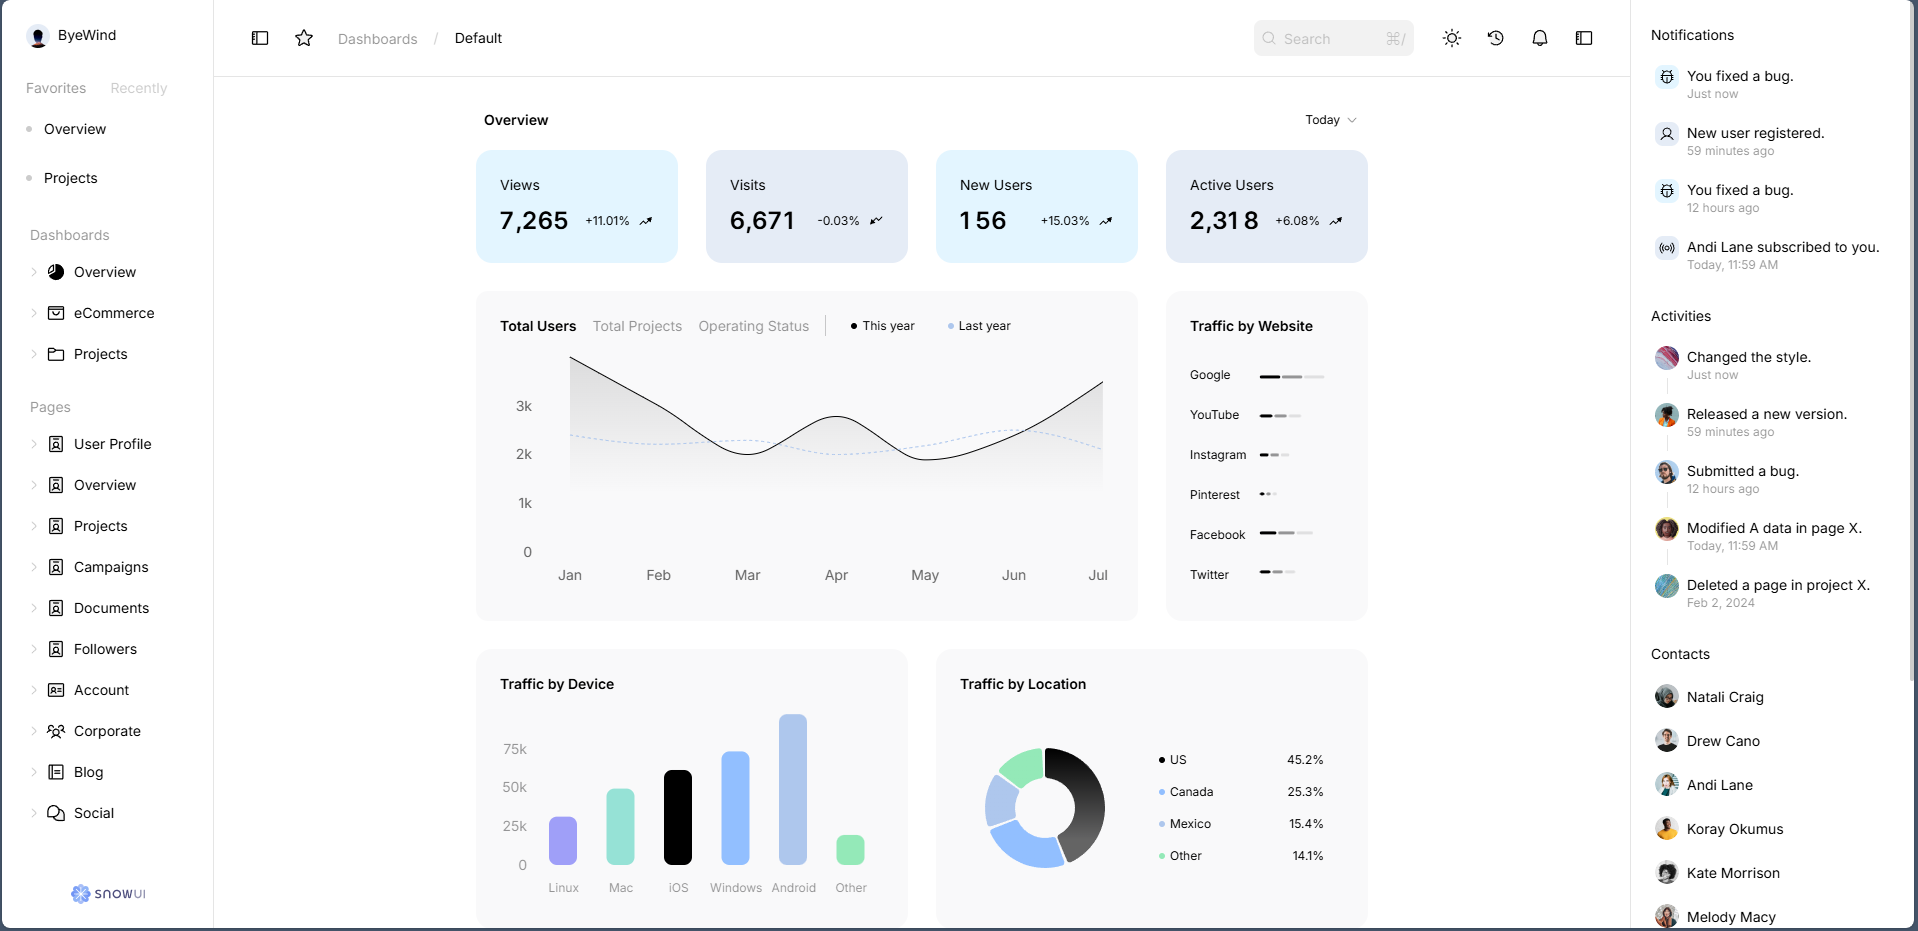 ByeWind
Favorites Recently
Overview
Projects
Dashboards
Overview
eCommerce
Projects
Pages
User Profile
Overview
Projects
Campaigns
Documents
Followers
Account
Corporate
Blog
Social
SNOWUI
Dashboards / Default
Search ⌘/
Overview Today
Views
7,265 +11.01%
Visits
6,671 -0.03%
New Users
156 +15.03%
Active Users
2,318 +6.08%
Total Users Total Projects Operating Status This year Last year
3k
2k
1k
0
Jan Feb Mar Apr May Jun Jul
Traffic by Website
Google
YouTube
Instagram
Pinterest
Facebook
Twitter
Traffic by Device
75k
50k
25k
0
Linux Mac iOS Windows Android Other
Traffic by Location
US 45.2%
Canada 25.3%
Mexico 15.4%
Other 14.1%
Notifications
You fixed a bug.
Just now
New user registered.
59 minutes ago
You fixed a bug.
12 hours ago
Andi Lane subscribed to you.
Today, 11:59 AM
Activities
Changed the style.
Just now
Released a new version.
59 minutes ago
Submitted a bug.
12 hours ago
Modified A data in page X.
Today, 11:59 AM
Deleted a page in project X.
Feb 2, 2024
Contacts
Natali Craig
Drew Cano
Andi Lane
Koray Okumus
Kate Morrison
Melody Macy